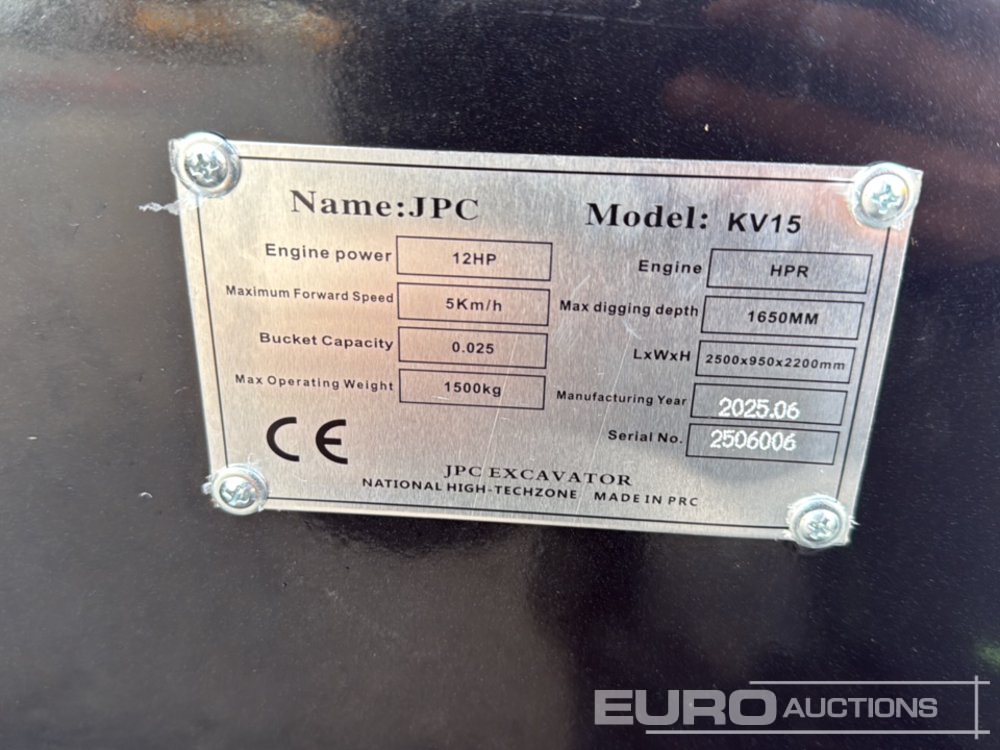 Name:JPC Model: KV15
Engine power 12HP Engine HPR
Maximum Forward Speed 5Km/h Max digging depth 1650MM
Bucket Capacity 0.025 LxWxH 2500x950x2200mm
Max Operating Weight 1500kg Manufacturing Year 2025.06
Serial No. 2506006
CE
JPC EXCAVATOR
NATIONAL HIGH-TECHZONE MADE IN PRC
EURO AUCTIONS